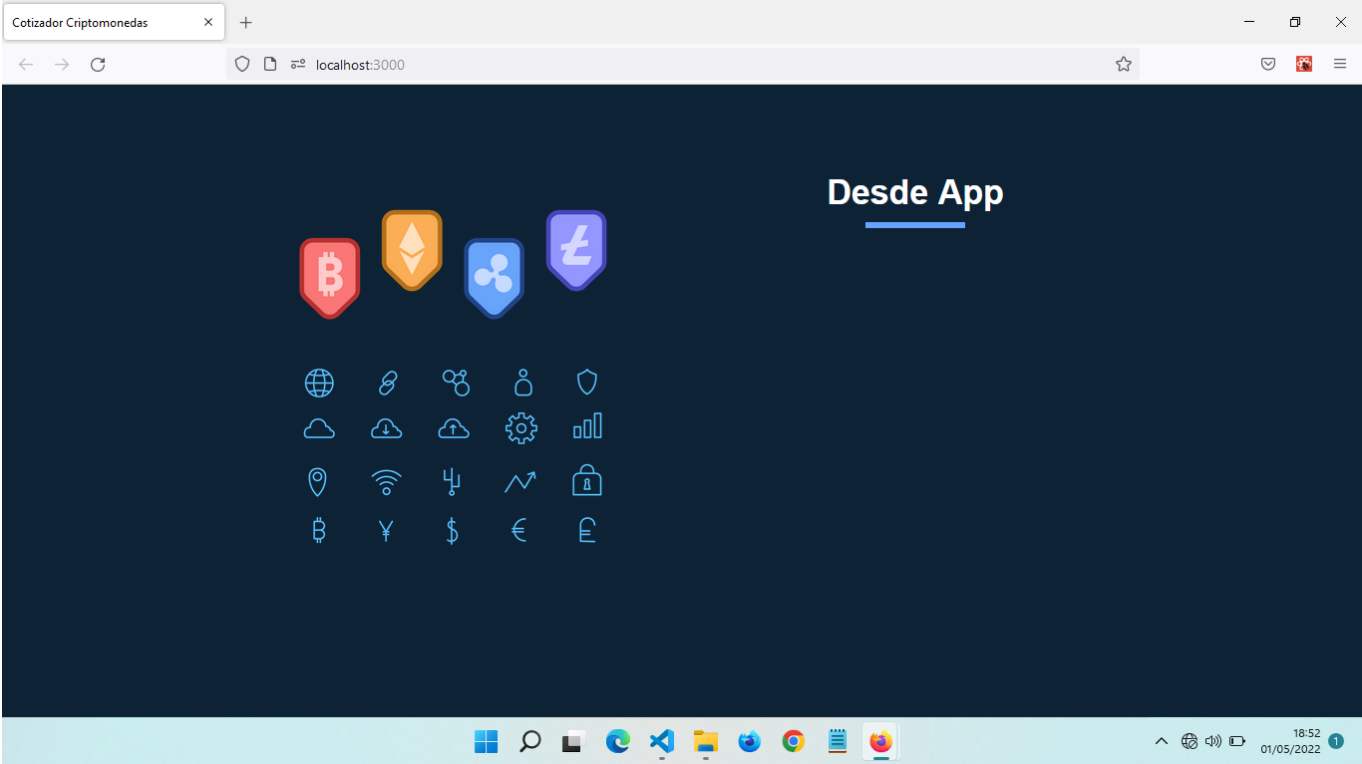 Cotizador Criptomonedas
localhost:3000
Desde App
18:52
01/05/2022
1